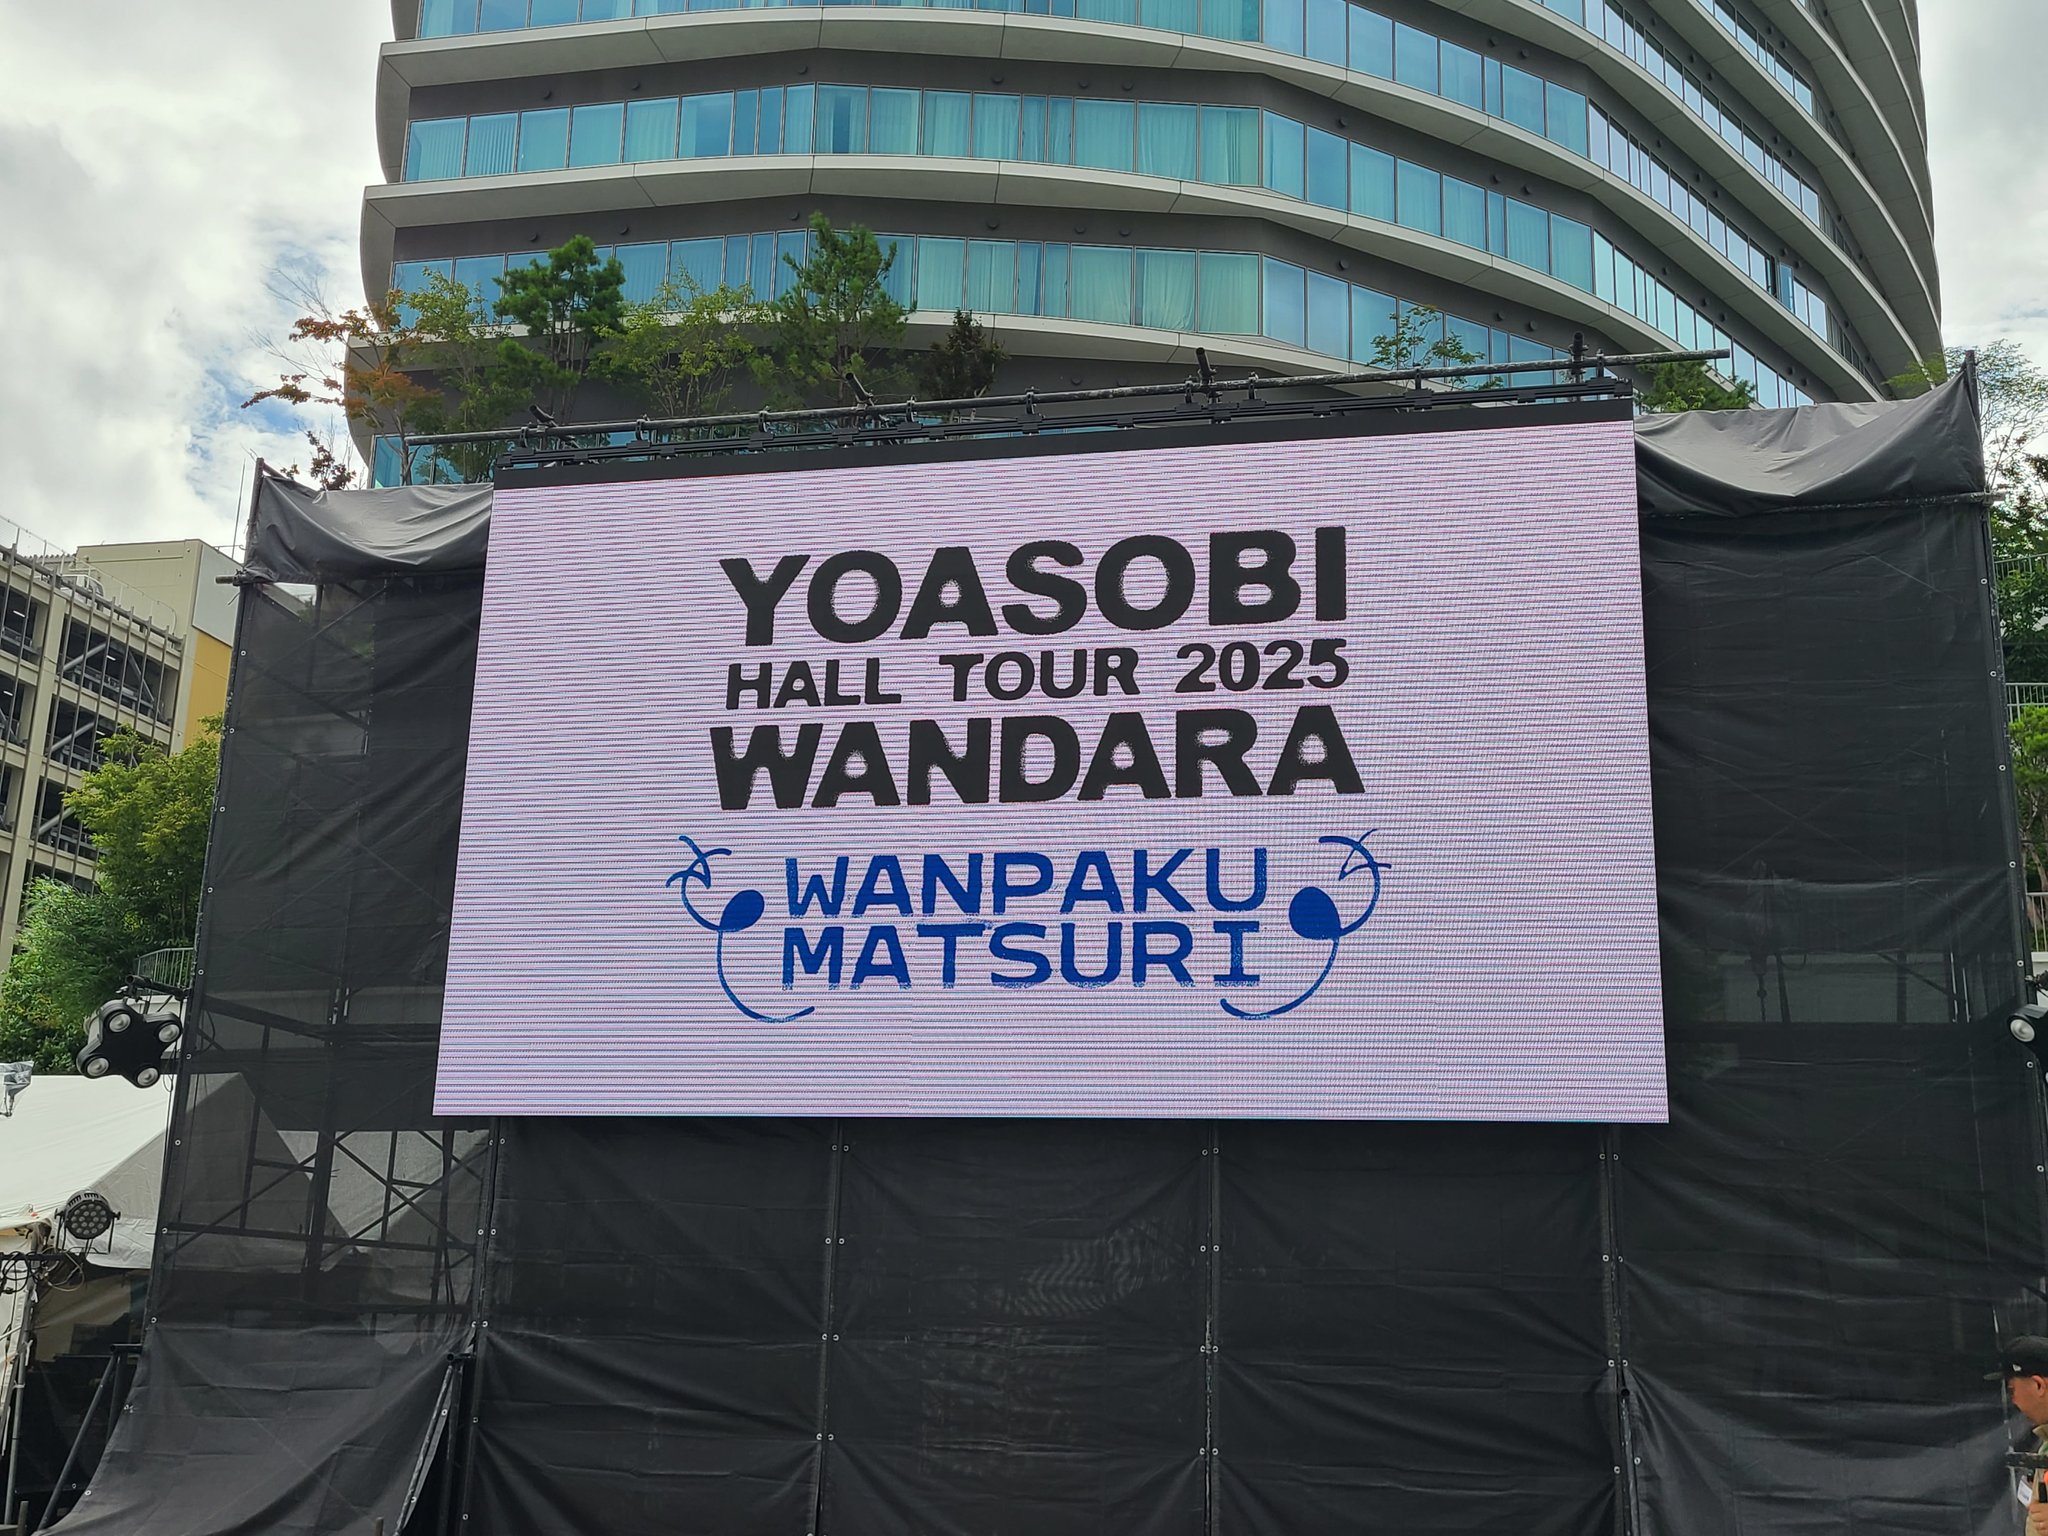 YOASOBI
HALL TOUR 2025
WANDARA
WANPAKU
MATSURI